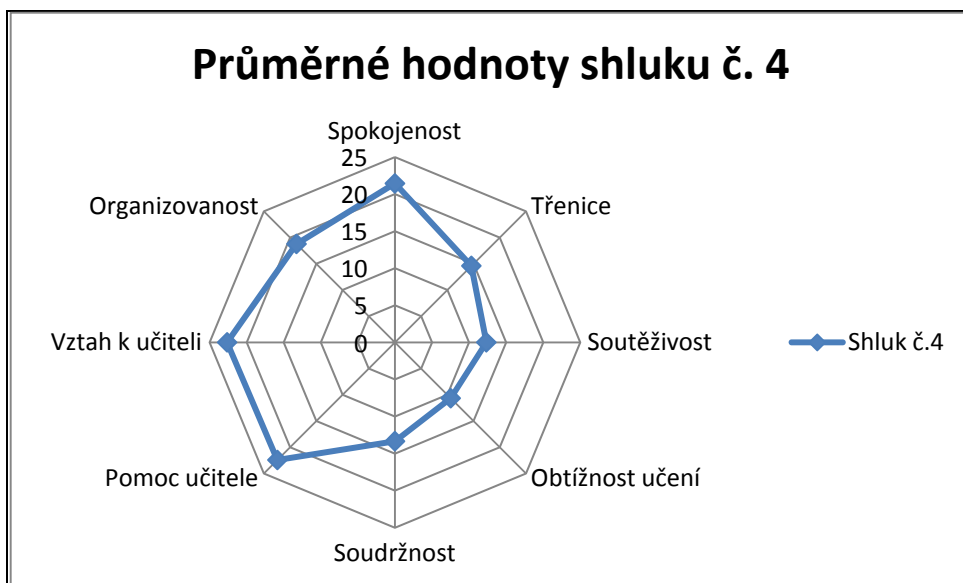 Průměrné hodnoty shluku č. 4
Spokojenost
25
20
15
10
5
0
Třenice
Soutěživost
Obtížnost učení
Soudržnost
Pomoc učitele
Vztah k učiteli
Organizovanost
Shluk č.4